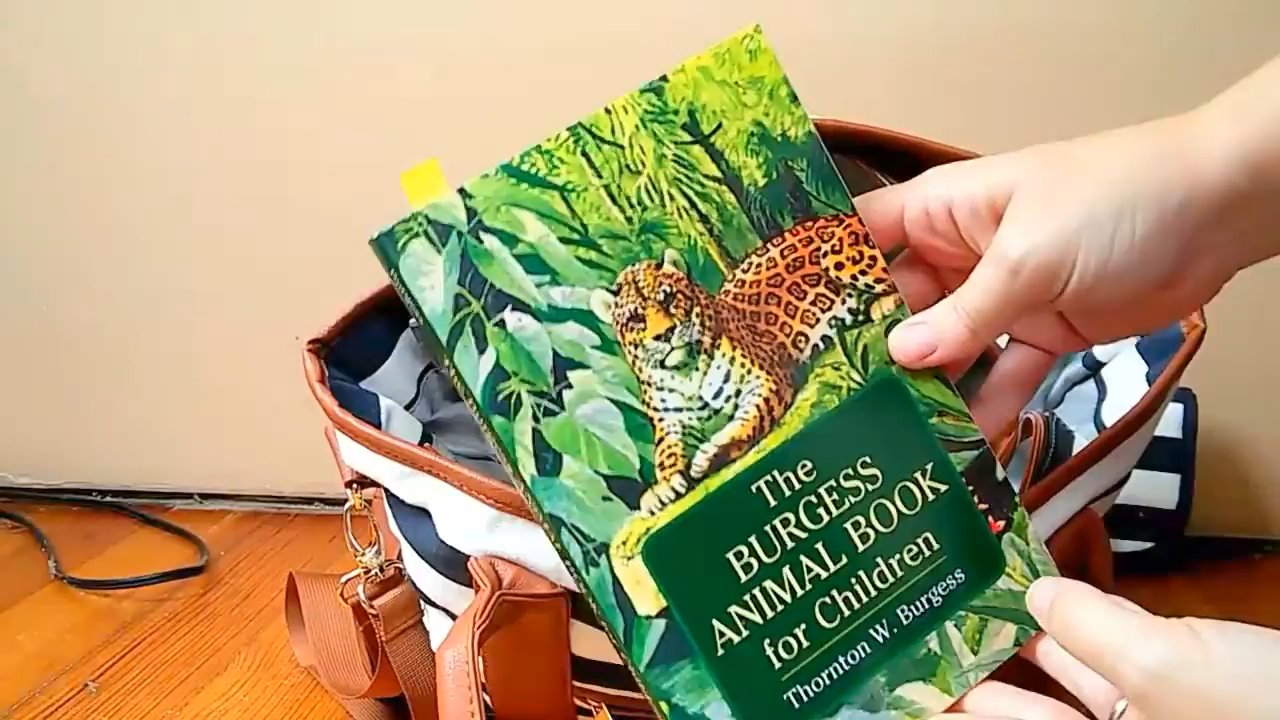 The
BURGESS
ANIMAL BOOK
for Children
Thornton W. Burgess